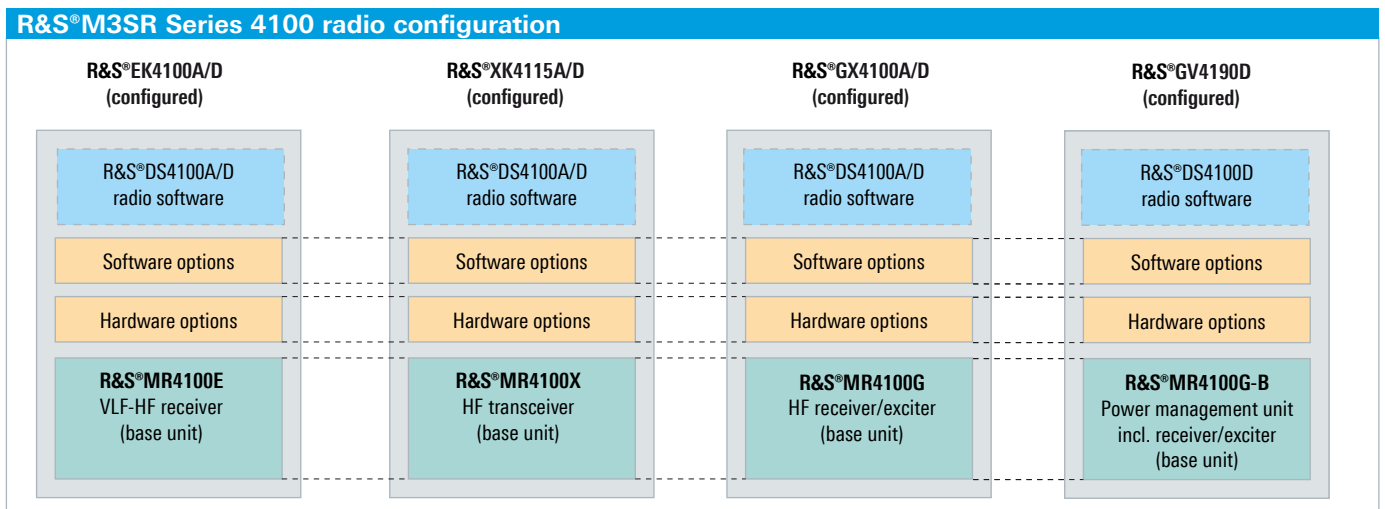 R&S®M3SR Series 4100 radio configuration
R&S®EK4100A/D
(configured)
R&S®DS4100A/D
radio software
Software options
Hardware options
R&S®MR4100E
VLF-HF receiver
(base unit)
R&S®XK4115A/D
(configured)
R&S®DS4100A/D
radio software
Software options
Hardware options
R&S®MR4100X
HF transceiver
(base unit)
R&S®GX4100A/D
(configured)
R&S®DS4100A/D
radio software
Software options
Hardware options
R&S®MR4100G
HF receiver/exciter
(base unit)
R&S®GV4190D
(configured)
R&S®DS4100D
radio software
Software options
Hardware options
R&S®MR4100G-B
Power management unit
incl. receiver/exciter
(base unit)